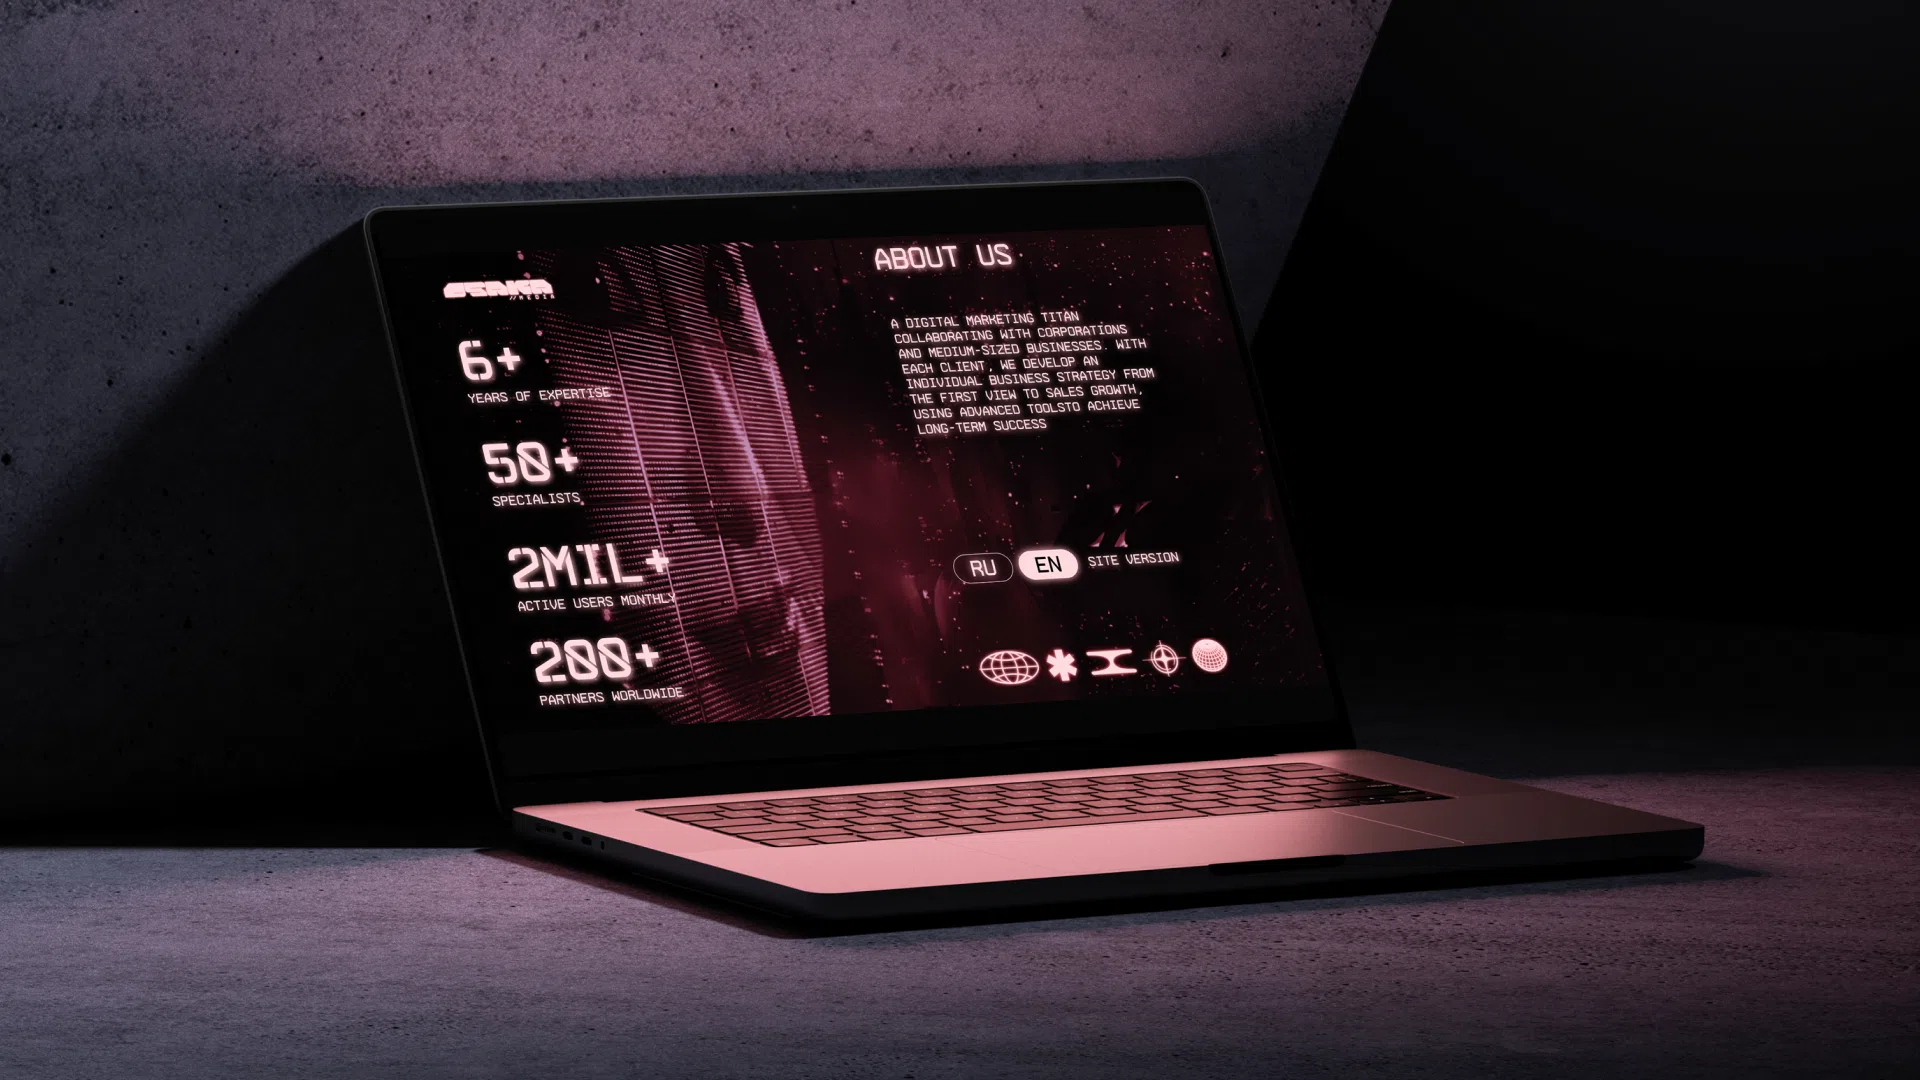 OSAKA
//MEDIA
6+
YEARS OF EXPERTISE
50+
SPECIALISTS
2MIL+
ACTIVE USERS MONTHLY
200+
PARTNERS WORLDWIDE
ABOUT US
A DIGITAL MARKETING TITAN
COLLABORATING WITH CORPORATIONS
AND MEDIUM-SIZED BUSINESSES. WITH
EACH CLIENT, WE DEVELOP AN
INDIVIDUAL BUSINESS STRATEGY FROM
THE FIRST VIEW TO SALES GROWTH,
USING ADVANCED TOOLSTO ACHIEVE
LONG-TERM SUCCESS
RU EN SITE VERSION